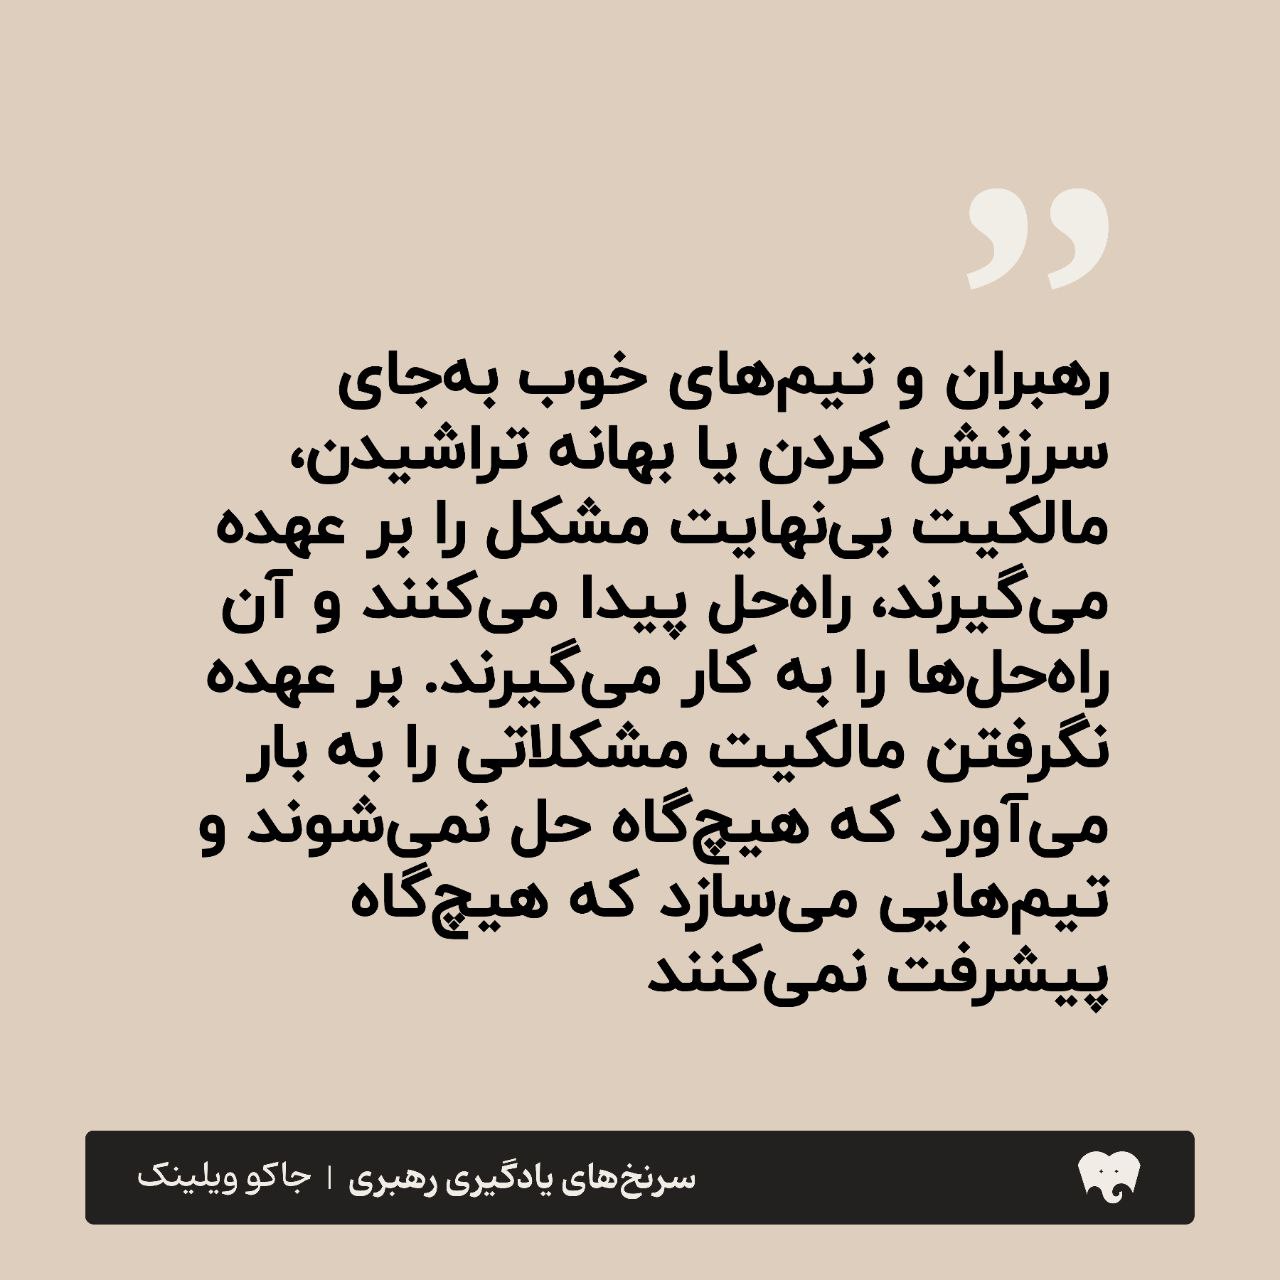 ”
رهبران و تیم‌های خوب به‌جای
سرزنش کردن یا بهانه تراشیدن،
مالکیت بی‌نهایت مشکل را بر عهده
می‌گیرند، راه‌حل پیدا می‌کنند و آن
راه‌حل‌ها را به کار می‌گیرند. بر عهده
نگرفتن مالکیت مشکلاتی را به بار
می‌آورد که هیچ‌گاه حل نمی‌شوند و
تیم‌هایی می‌سازد که هیچ‌گاه
پیشرفت نمی‌کنند
سرنخ‌های یادگیری رهبری | جاکو ویلینک